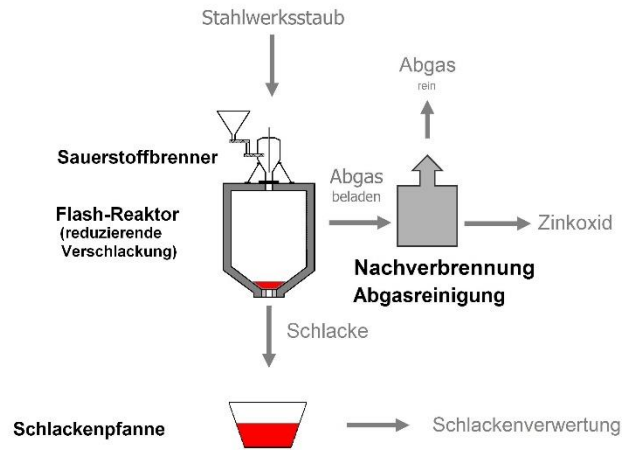 Stahlwerksstaub
Abgas
rein
Sauerstoffbrenner
Abgas
beladen
Flash-Reaktor
(reduzierende
Verschlackung)
Zinkoxid
Nachverbrennung
Abgasreinigung
Schlacke
Schlackenpfanne
Schlackenverwertung